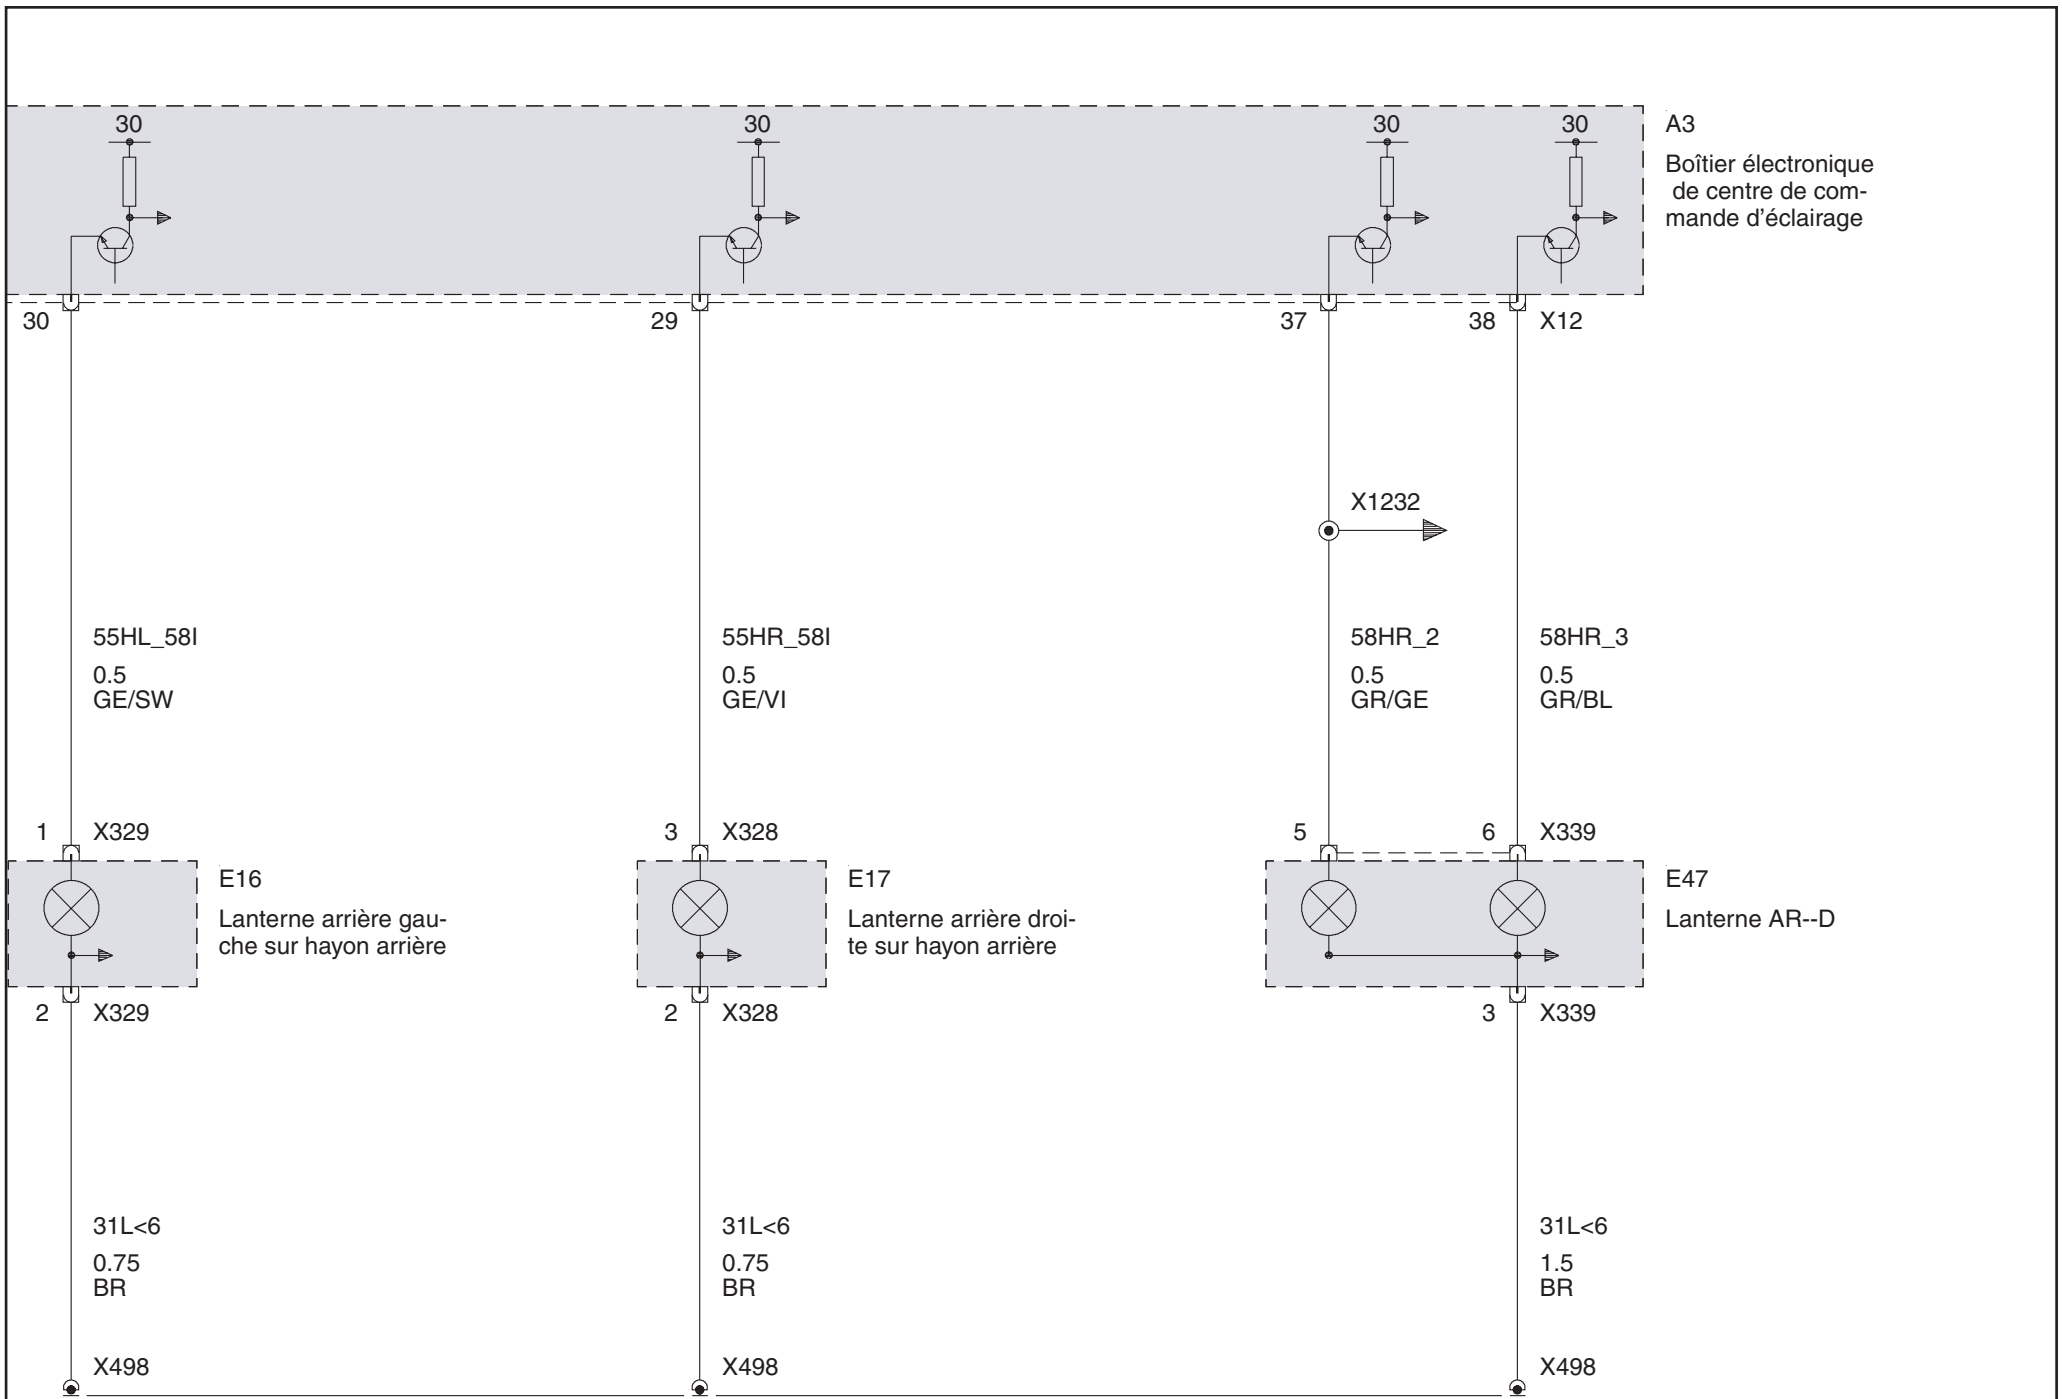 30
30
30
30
A3
Boîtier électronique
de centre de com-
mande d’éclairage
30
29
37
38
X12
X1232
55HL_58I
0.5
GE/SW
55HR_58I
0.5
GE/VI
58HR_2
0.5
GR/GE
58HR_3
0.5
GR/BL
1
X329
3
X328
5
6
X339
E16
Lanterne arrière gau-
che sur hayon arrière
E17
Lanterne arrière droi-
te sur hayon arrière
E47
Lanterne AR--D
2
X329
2
X328
3
X339
31L<6
0.75
BR
31L<6
0.75
BR
31L<6
1.5
BR
X498
X498
X498